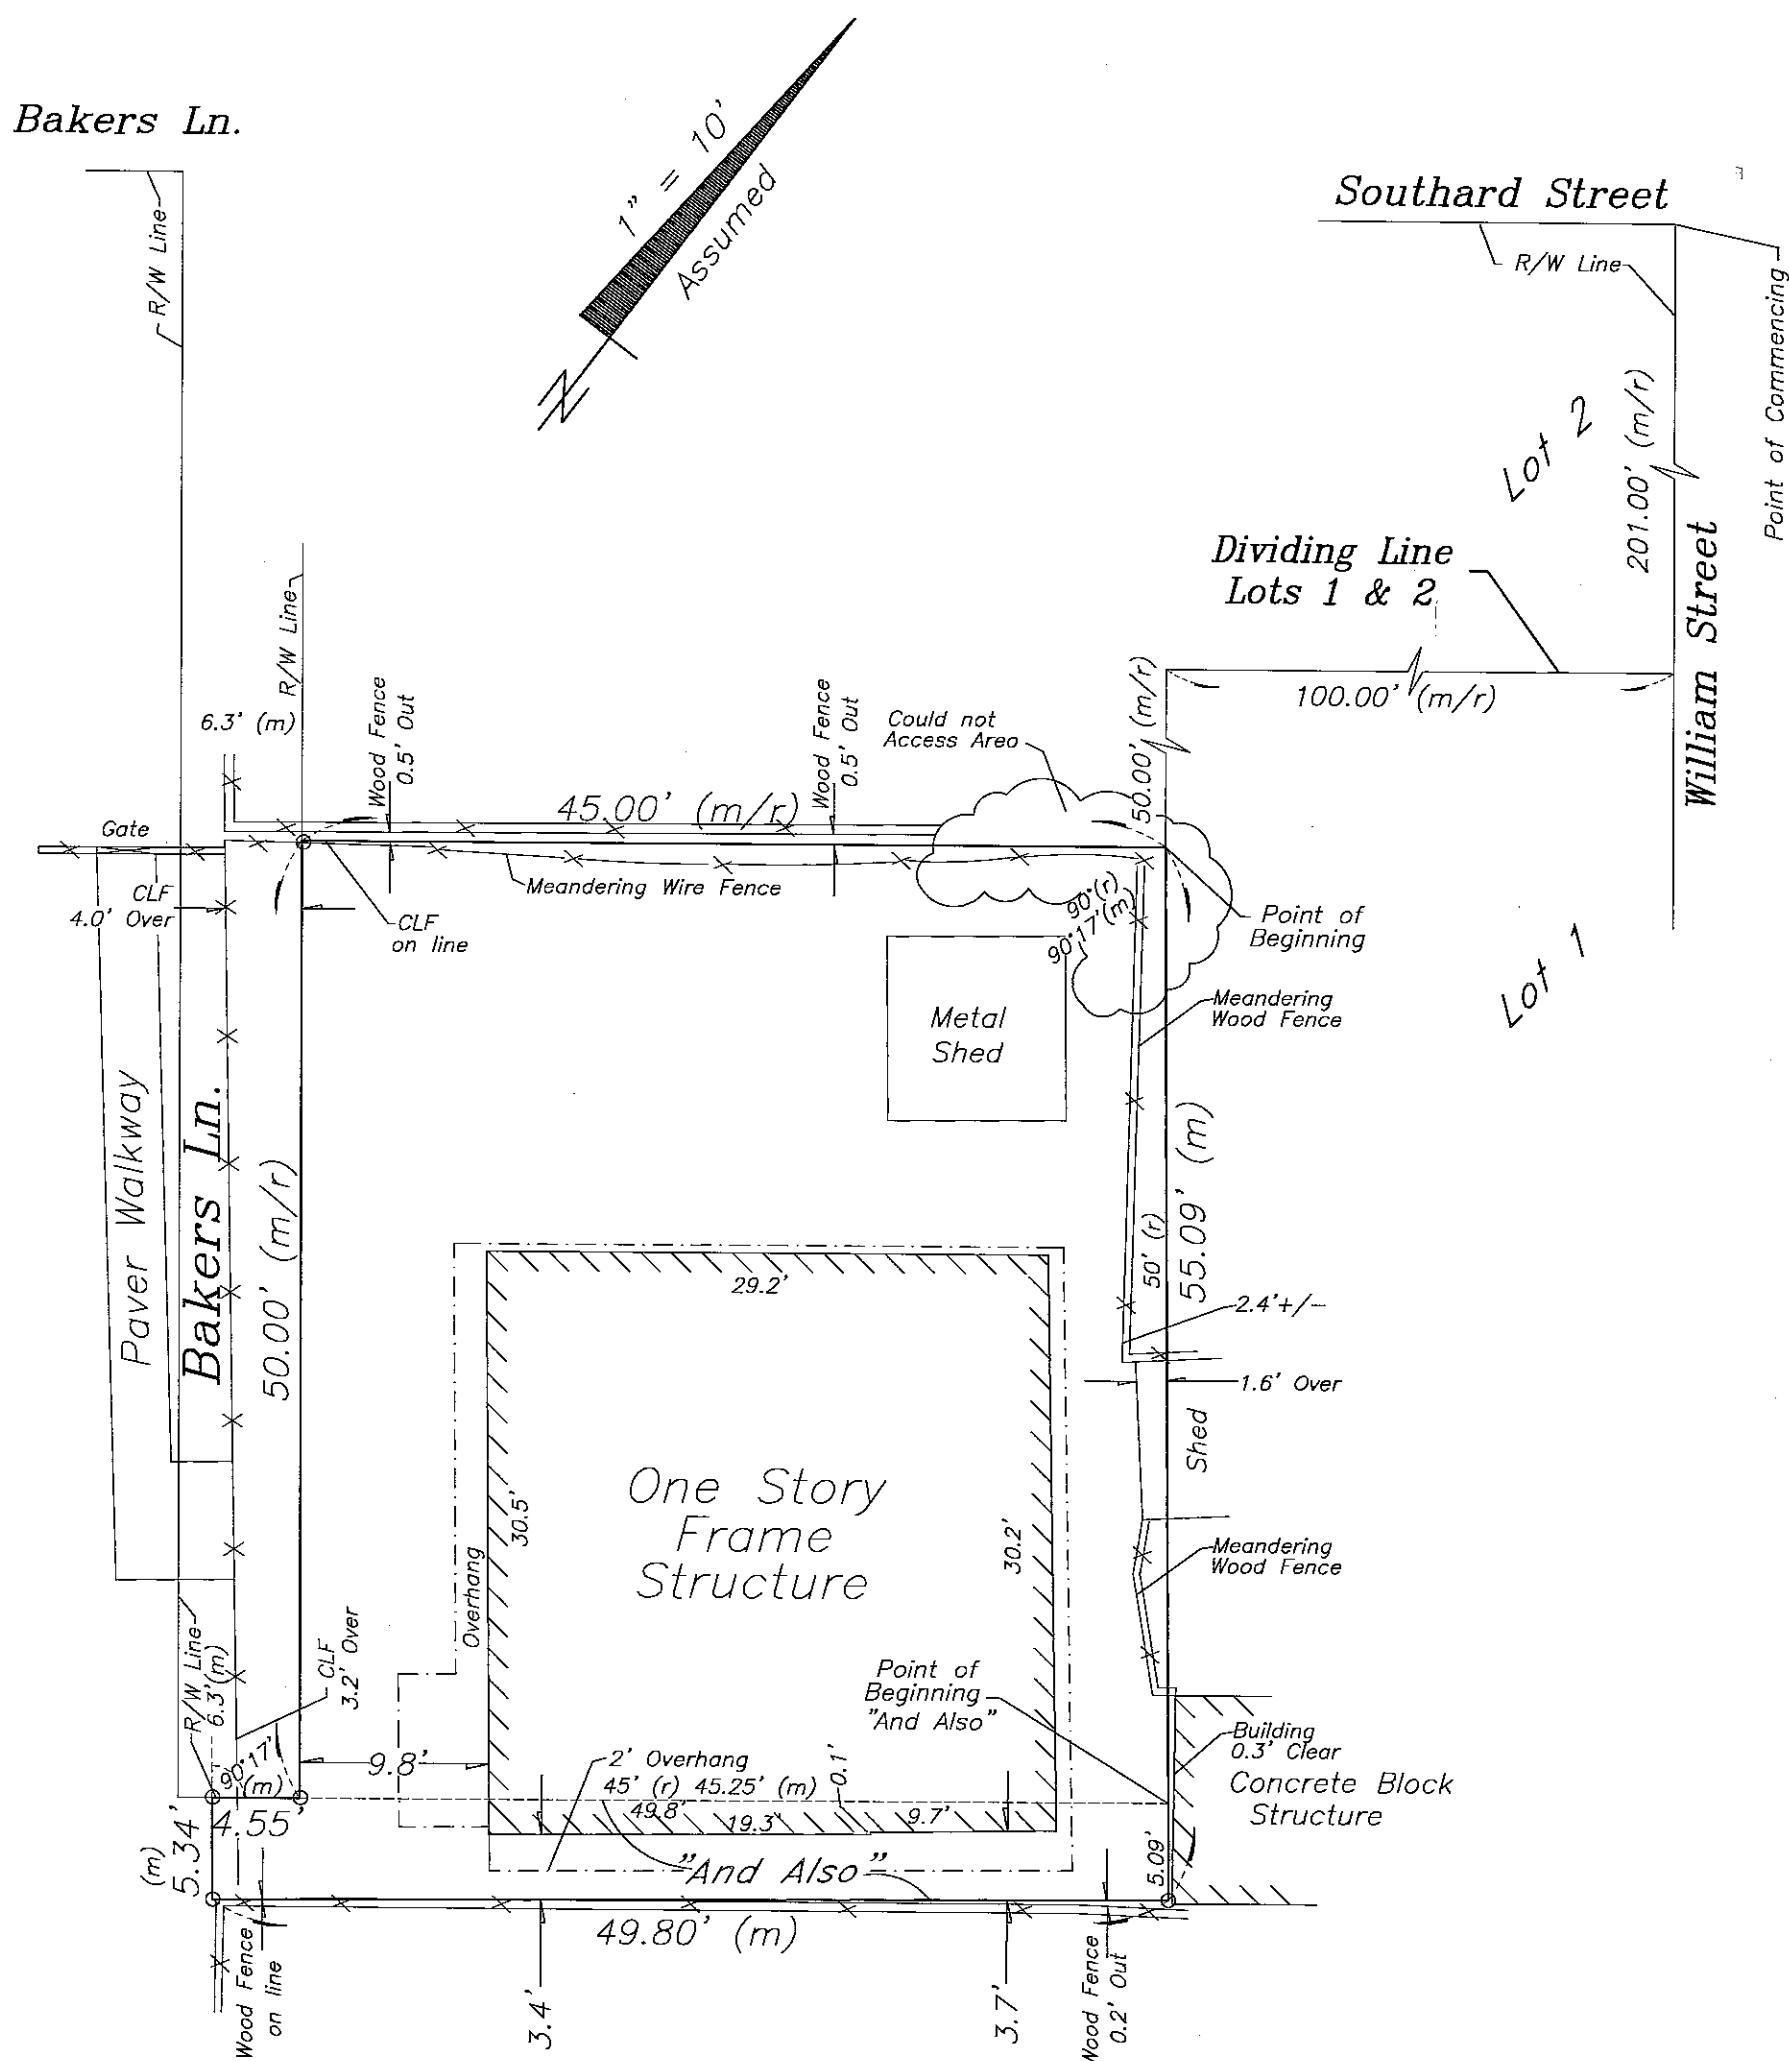 Bakers Ln.
1" = 10'
Assumed
N
Southard Street
R/W Line
R/W Line
Point of Commencing
201.00' (m/r)
Lot 2
William Street
Dividing Line
Lots 1 & 2
100.00' (m/r)
50.00' (m/r)
R/W Line
6.3' (m)
Wood Fence
0.5' Out
45.00' (m/r)
Wood Fence
0.5' Out
Could not
Access Area
Gate
CLF
4.0' Over
Meandering Wire Fence
CLF
on line
90°(r)
90°17'(m)
Point of
Beginning
Lot 1
Metal
Shed
Meandering
Wood Fence
Paver Walkway
Bakers Ln.
50.00' (m/r)
50' (r)
55.09' (m)
29.2'
2.4'+/-
1.6' Over
Shed
One Story
Frame
Structure
30.5'
30.2'
Overhang
Meandering
Wood Fence
R/W Line
6.3'(m)
CLF
3.2' Over
Point of
Beginning
"And Also"
Building
0.3' Clear
Concrete Block
Structure
90°17'
(m)
9.8'
2' Overhang
45' (r) 45.25' (m)
0.1'
49.8'
19.3'
9.7'
4.55'
5.34'
(m)
"And Also"
5.09'
49.80' (m)
Wood Fence
on line
3.4'
3.7'
Wood Fence
0.2' Out